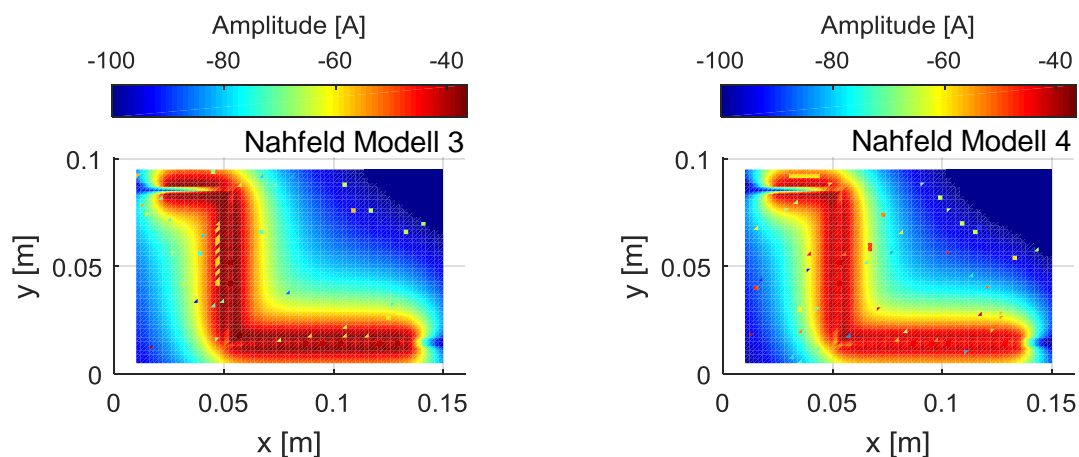 Amplitude [A]
-100 -80 -60 -40
Nahfeld Modell 3
0.1
0.05
0
y [m]
0 0.05 0.1 0.15
x [m]
Amplitude [A]
-100 -80 -60 -40
Nahfeld Modell 4
0.1
0.05
0
y [m]
0 0.05 0.1 0.15
x [m]